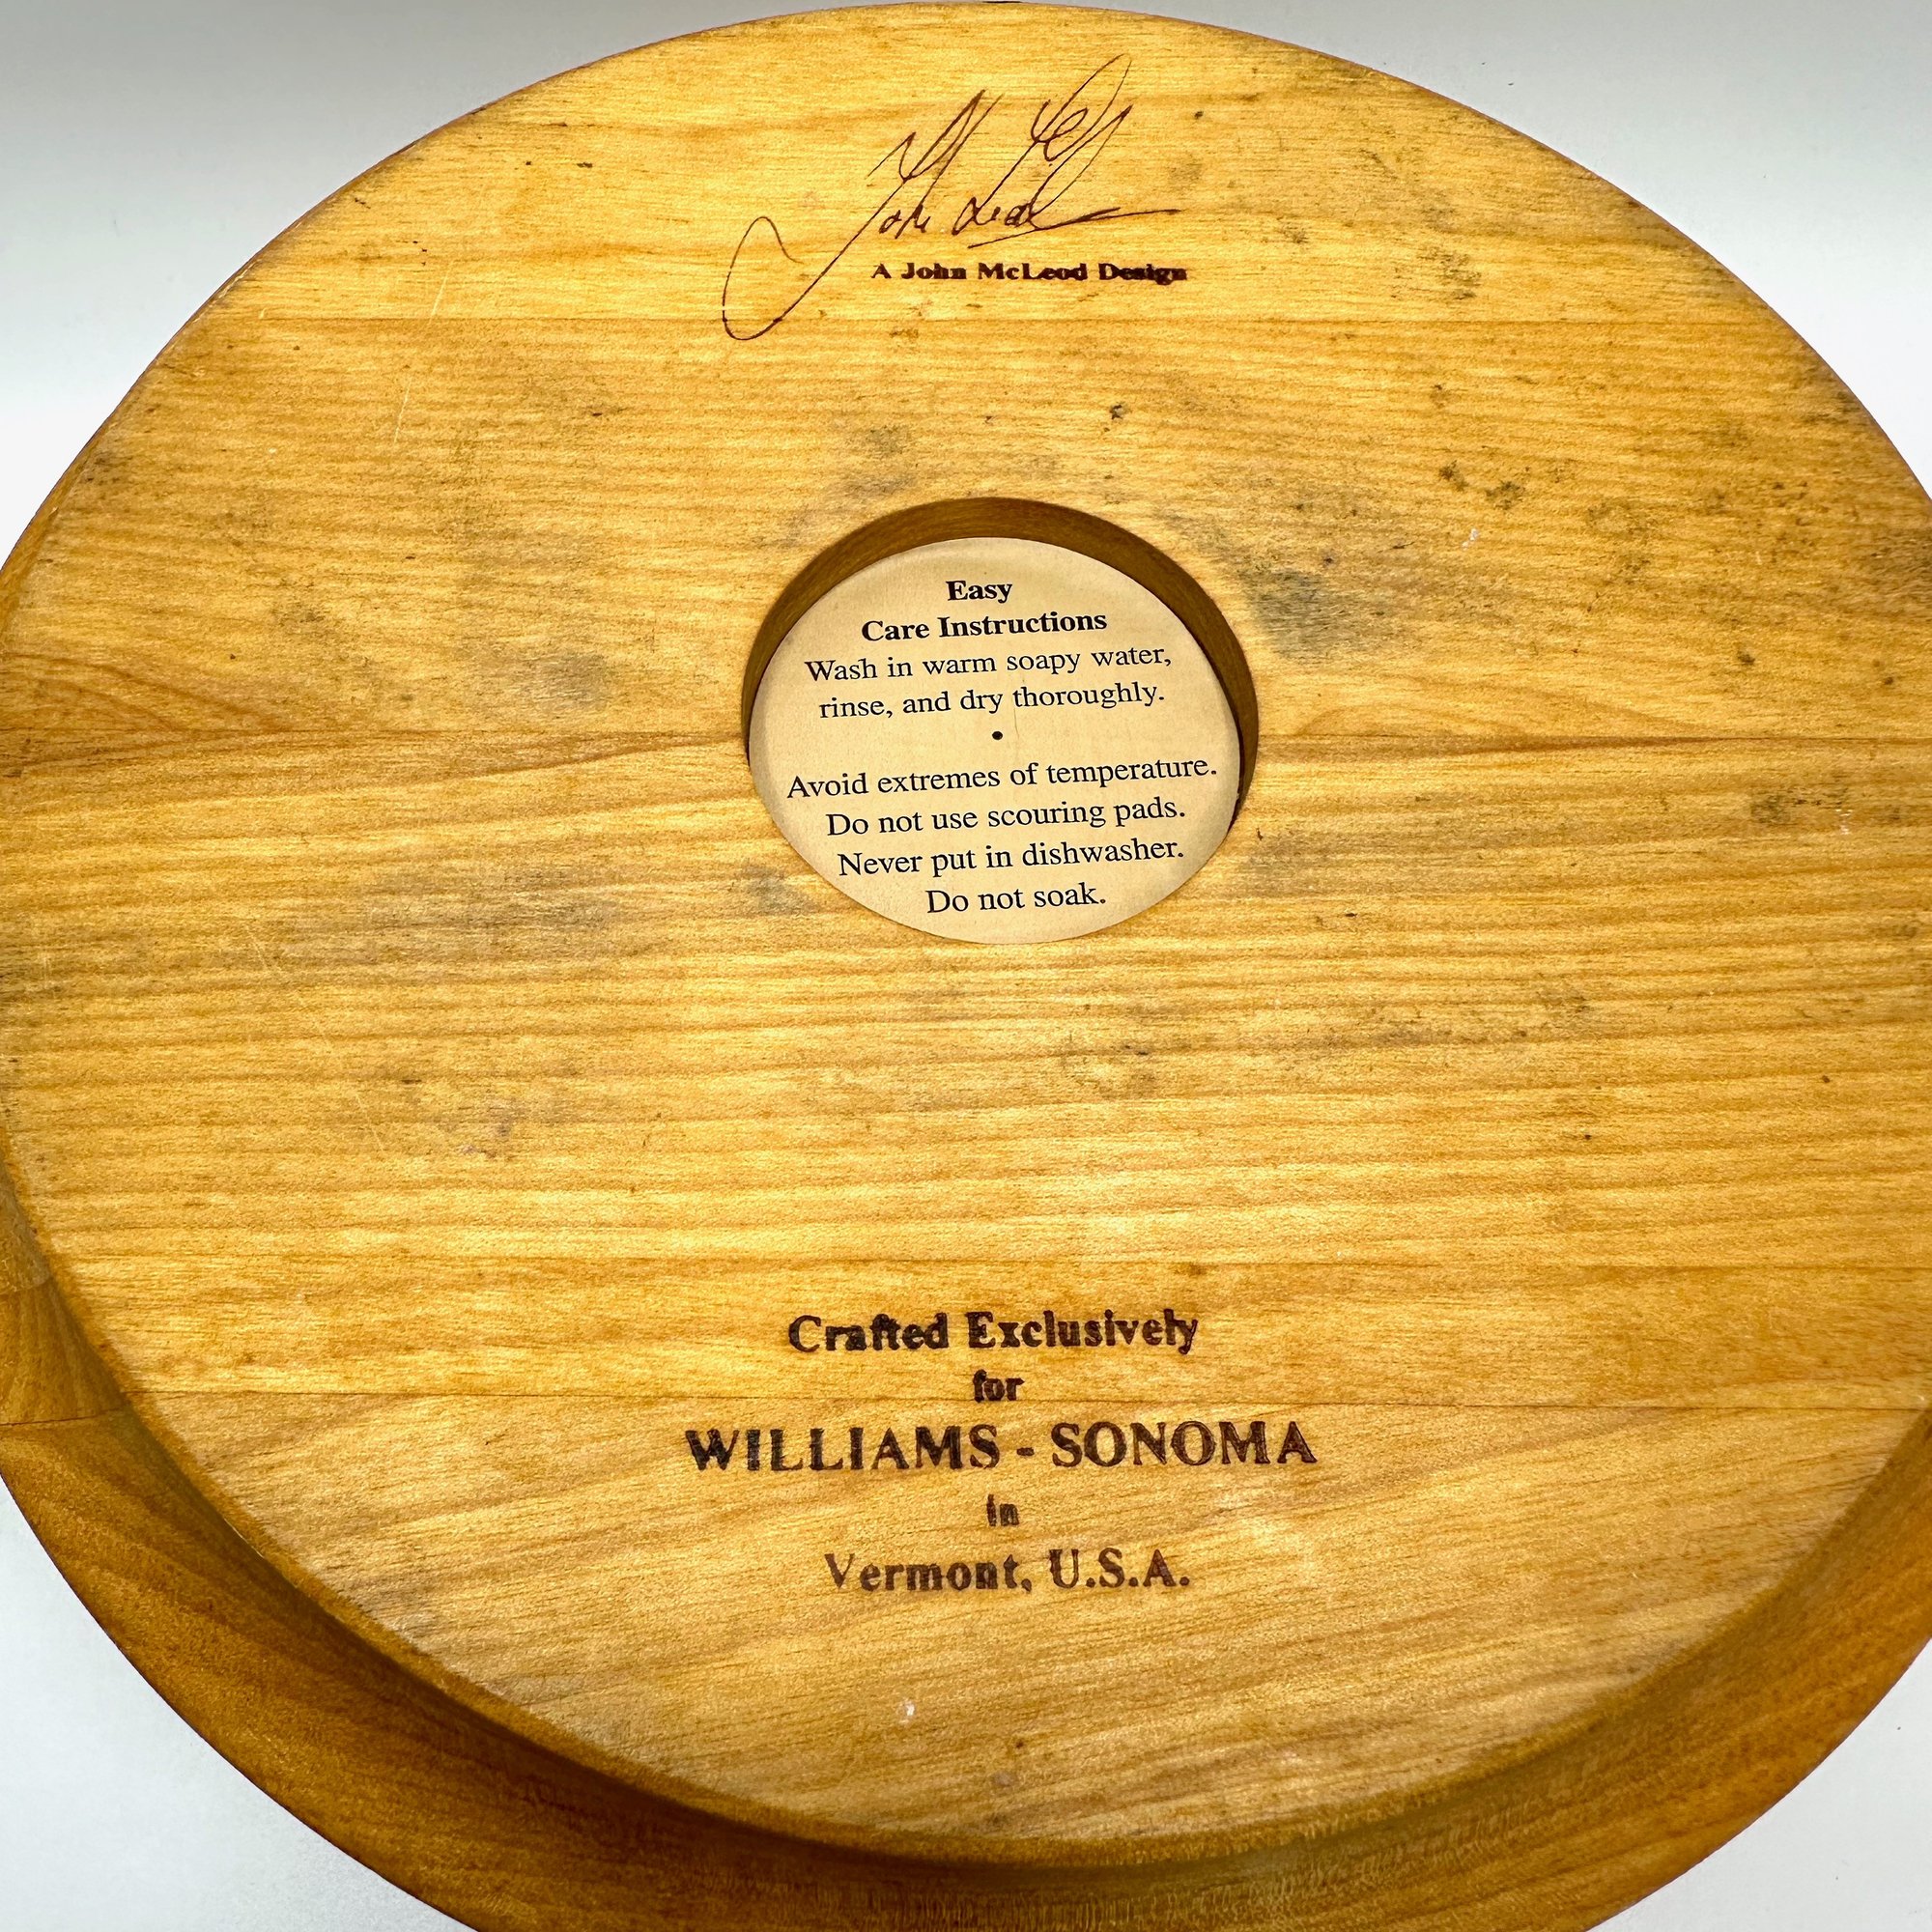 A John McLeod Design
Easy
Care Instructions
Wash in warm soapy water,
rinse, and dry thoroughly.
•
Avoid extremes of temperature.
Do not use scouring pads.
Never put in dishwasher.
Do not soak.
Crafted Exclusively
for
WILLIAMS - SONOMA
in
Vermont, U.S.A.